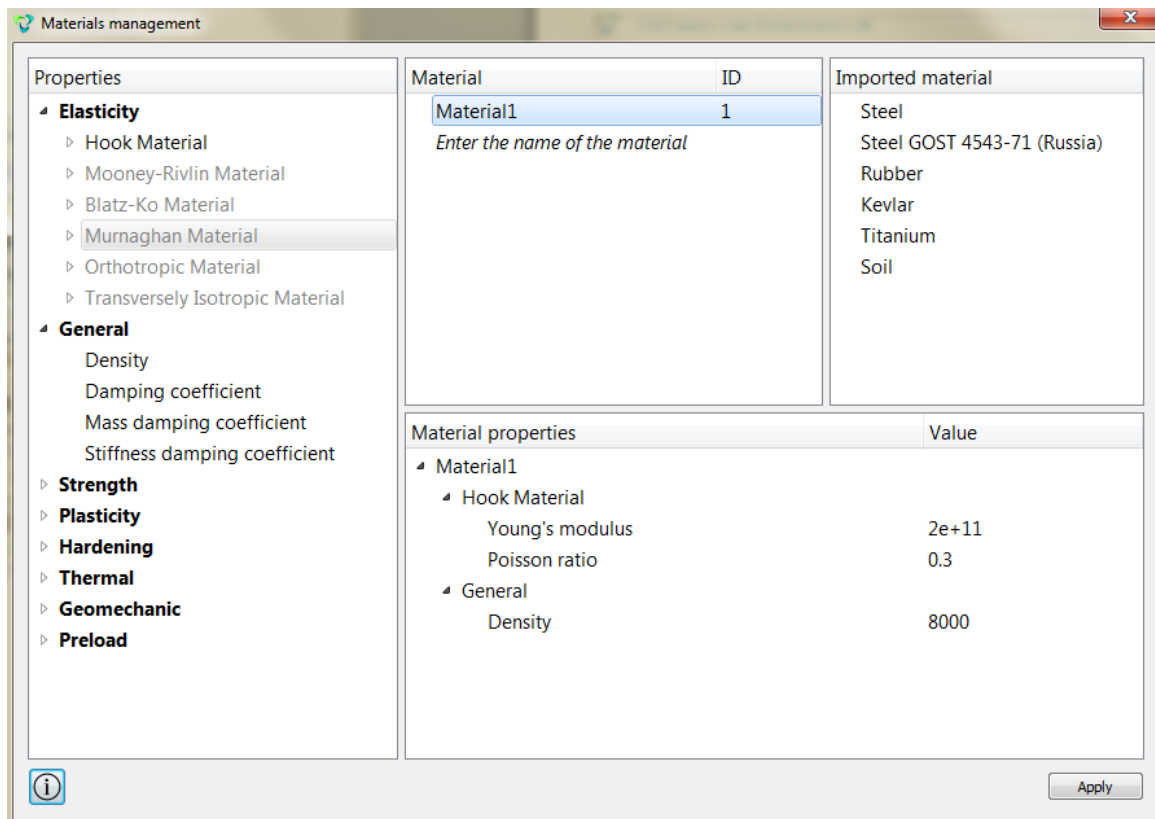 Materials management
Properties
Elasticity
Hook Material
Mooney-Rivlin Material
Blatz-Ko Material
Murnaghan Material
Orthotropic Material
Transversely Isotropic Material
General
Density
Damping coefficient
Mass damping coefficient
Stiffness damping coefficient
Strength
Plasticity
Hardening
Thermal
Geomechanic
Preload
Material ID
Material1 1
Enter the name of the material
Imported material
Steel
Steel GOST 4543-71 (Russia)
Rubber
Kevlar
Titanium
Soil
Material properties Value
Material1
Hook Material
Young's modulus 2e+11
Poisson ratio 0.3
General
Density 8000
Apply